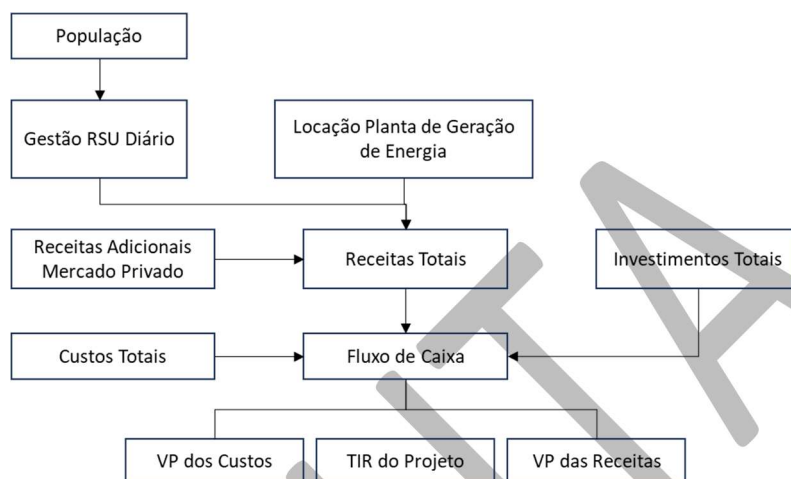 População
Gestão RSU Diário
Locação Planta de Geração
de Energia
Receitas Adicionais
Mercado Privado
Receitas Totais
Investimentos Totais
Custos Totais
Fluxo de Caixa
VP dos Custos
TIR do Projeto
VP das Receitas